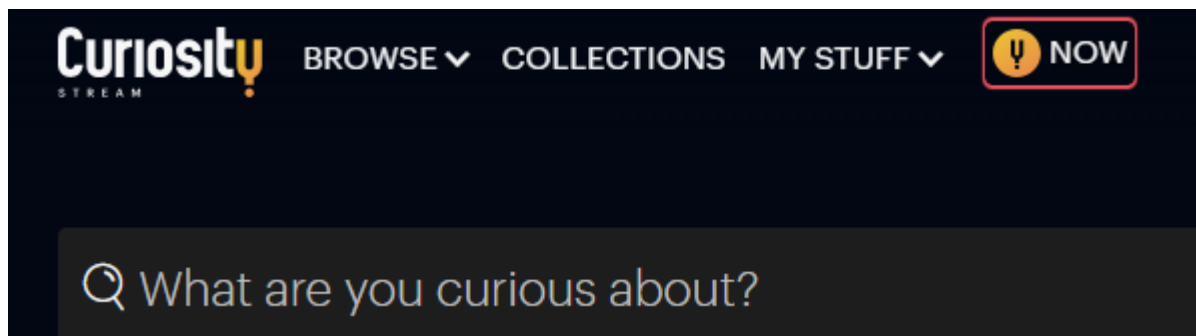 Curiosity
STREAM
BROWSE COLLECTIONS MY STUFF NOW
What are you curious about?